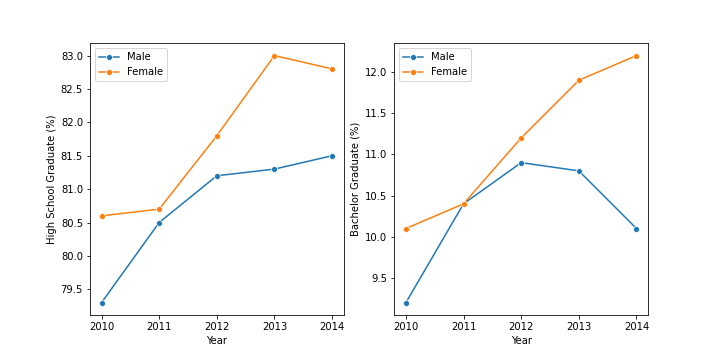 High School Graduate (%)
83.0
82.5
82.0
81.5
81.0
80.5
80.0
79.5
Male
Female
2010 2011 2012 2013 2014
Year
Bachelor Graduate (%)
12.0
11.5
11.0
10.5
10.0
9.5
Male
Female
2010 2011 2012 2013 2014
Year